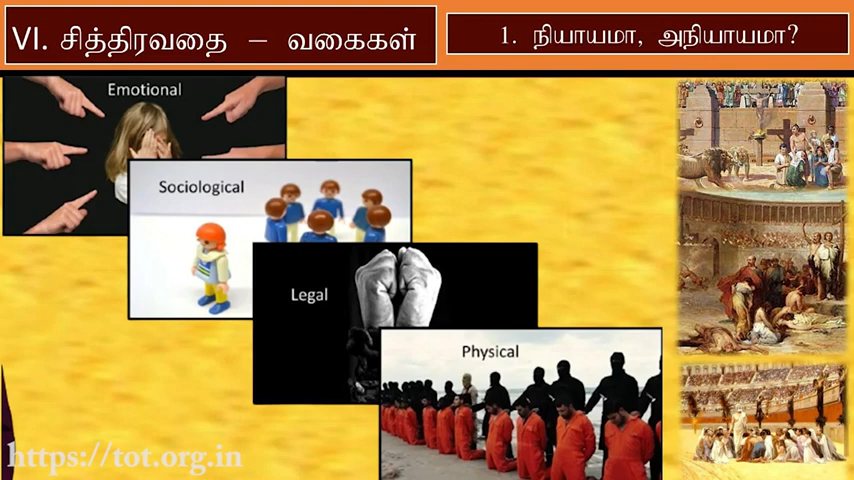 VI. சித்திரவதை – வகைகள்
1. நியாயமா, அநியாயமா?
Emotional
Sociological
Legal
Physical
https://tot.org.in